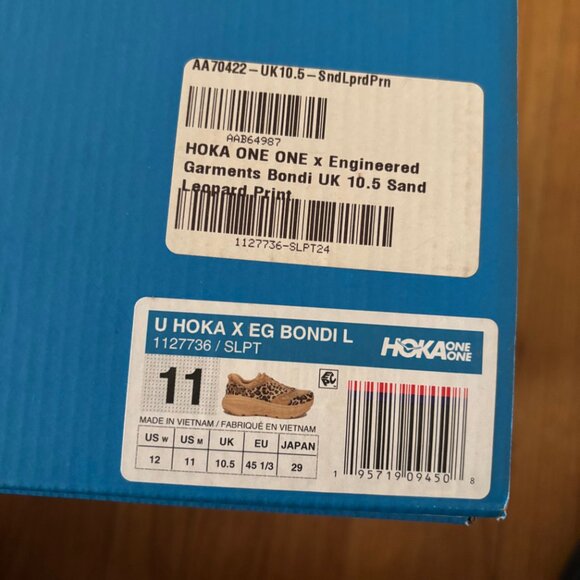 AA70422-UK10.5-SndLprdPrn
AAB64987
HOKA ONE ONE x Engineered
Garments Bondi UK 10.5 Sand
Leopard Print
1127736-SLPT24
U HOKA X EG BONDI L
1127736 / SLPT
HOKA ONE ONE
11
MADE IN VIETNAM / FABRIQUÉ EN VIETNAM
US W US M UK EU JAPAN
12 11 10.5 45 1/3 29
1 95719 09450 8